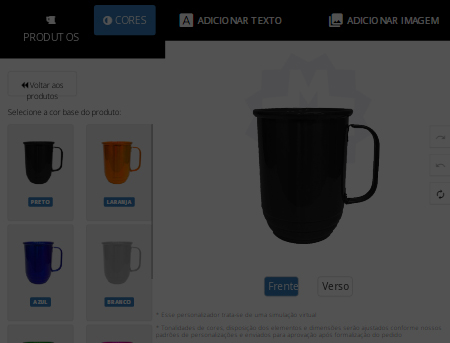 PRODUTOS
CORES
ADICIONAR TEXTO
ADICIONAR IMAGEM
Voltar aos
produtos
Selecione a cor base do produto:
PRETO
LARANJA
AZUL
BRANCO
Frente
Verso
* Este personalizador trata-se de uma simulação virtual
* Tonalidades de cores, disposição dos elementos e dimensões serão ajustados conforme nossos
padrões de personalizações e enviados para aprovação após formalização do pedido